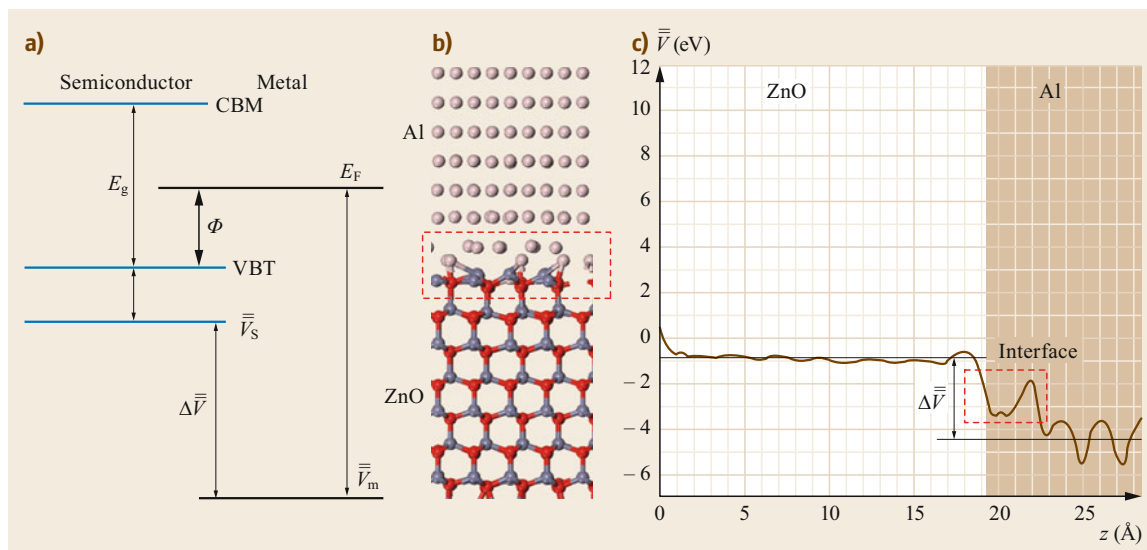 a)
Semiconductor Metal
CBM
E_g
E_F
Φ
VBT
V̿_S
ΔV̿
V̿_m
b)
Al
ZnO
c) V̿ (eV)
12
10
8
6
4
2
0
−2
−4
−6
ZnO Al
Interface
ΔV̿
0 5 10 15 20 25
z (Å)